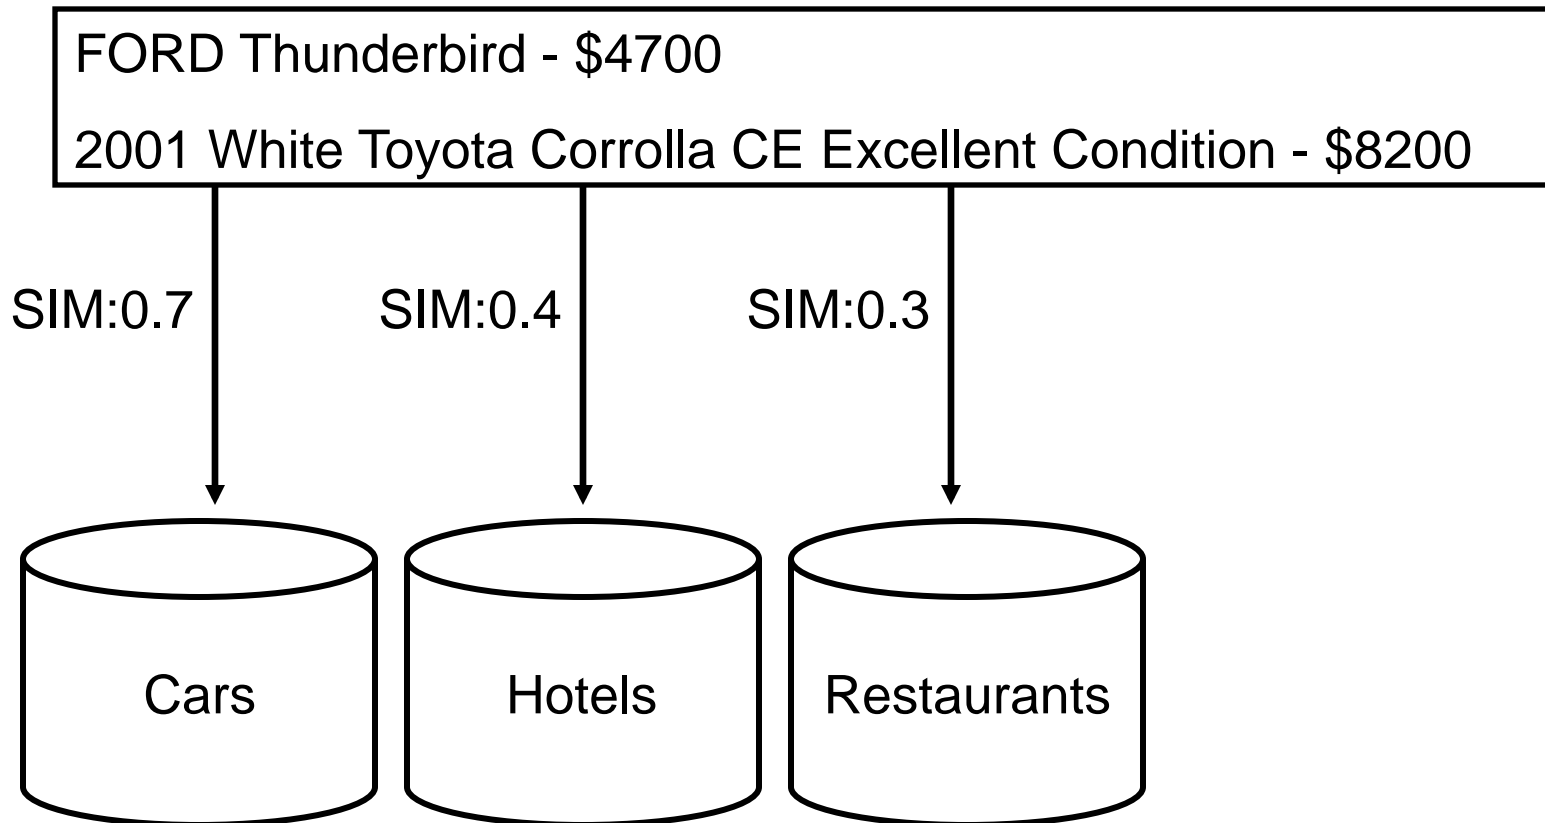 FORD Thunderbird - $4700
2001 White Toyota Corrolla CE Excellent Condition - $8200
SIM:0.7 SIM:0.4 SIM:0.3
Cars Hotels Restaurants